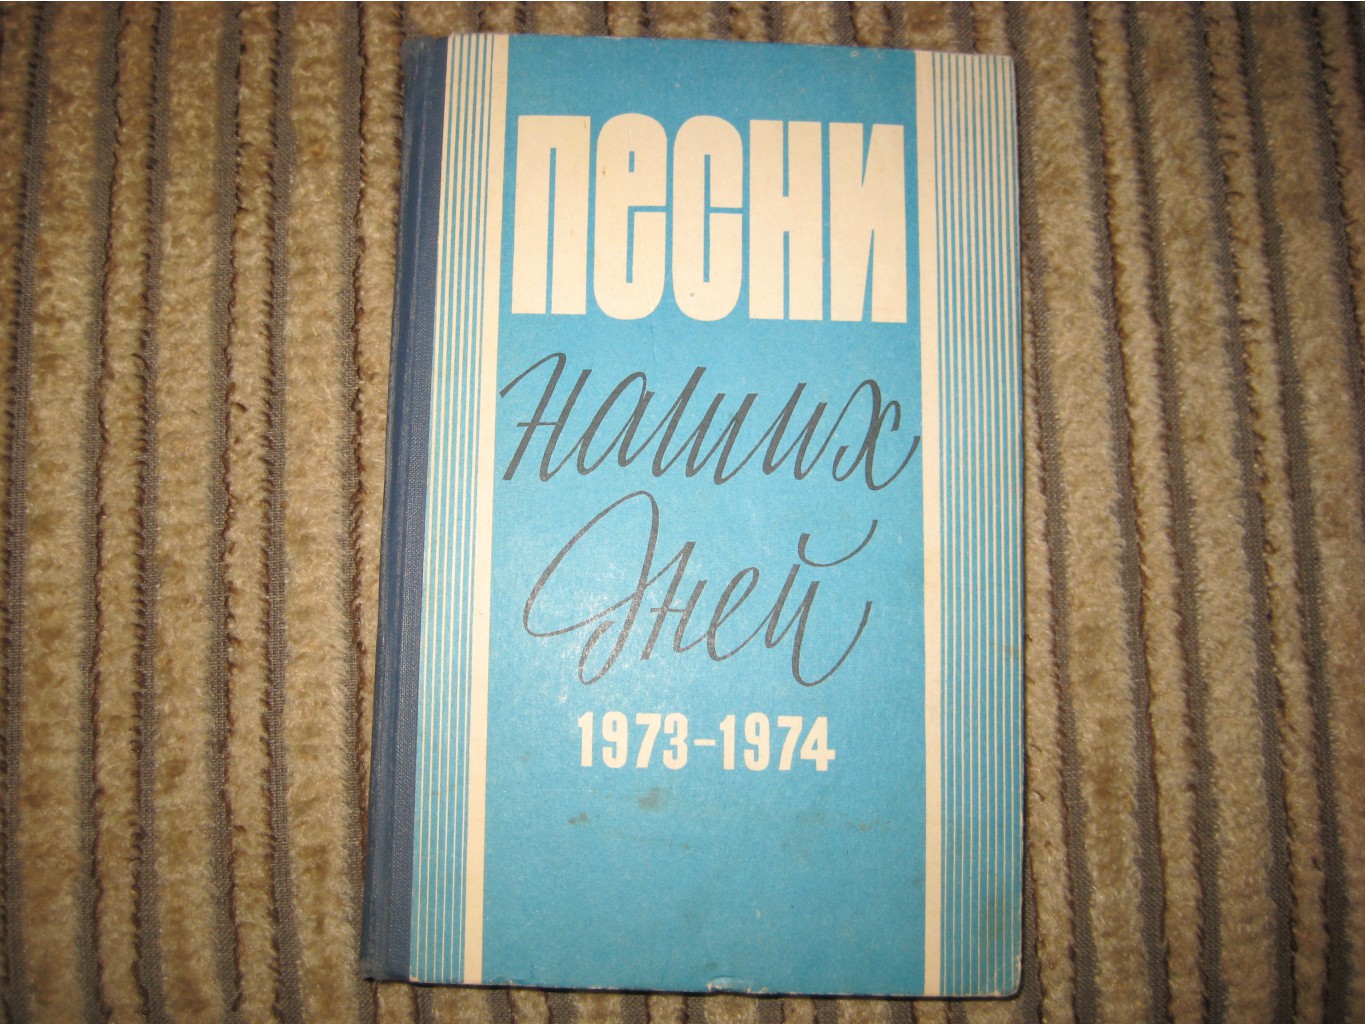 песни
наших
дней
1973-1974